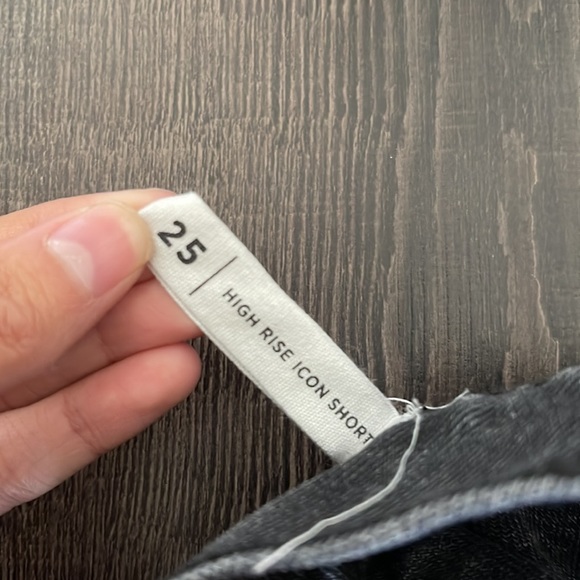 25 | HIGH RISE ICON SHORT